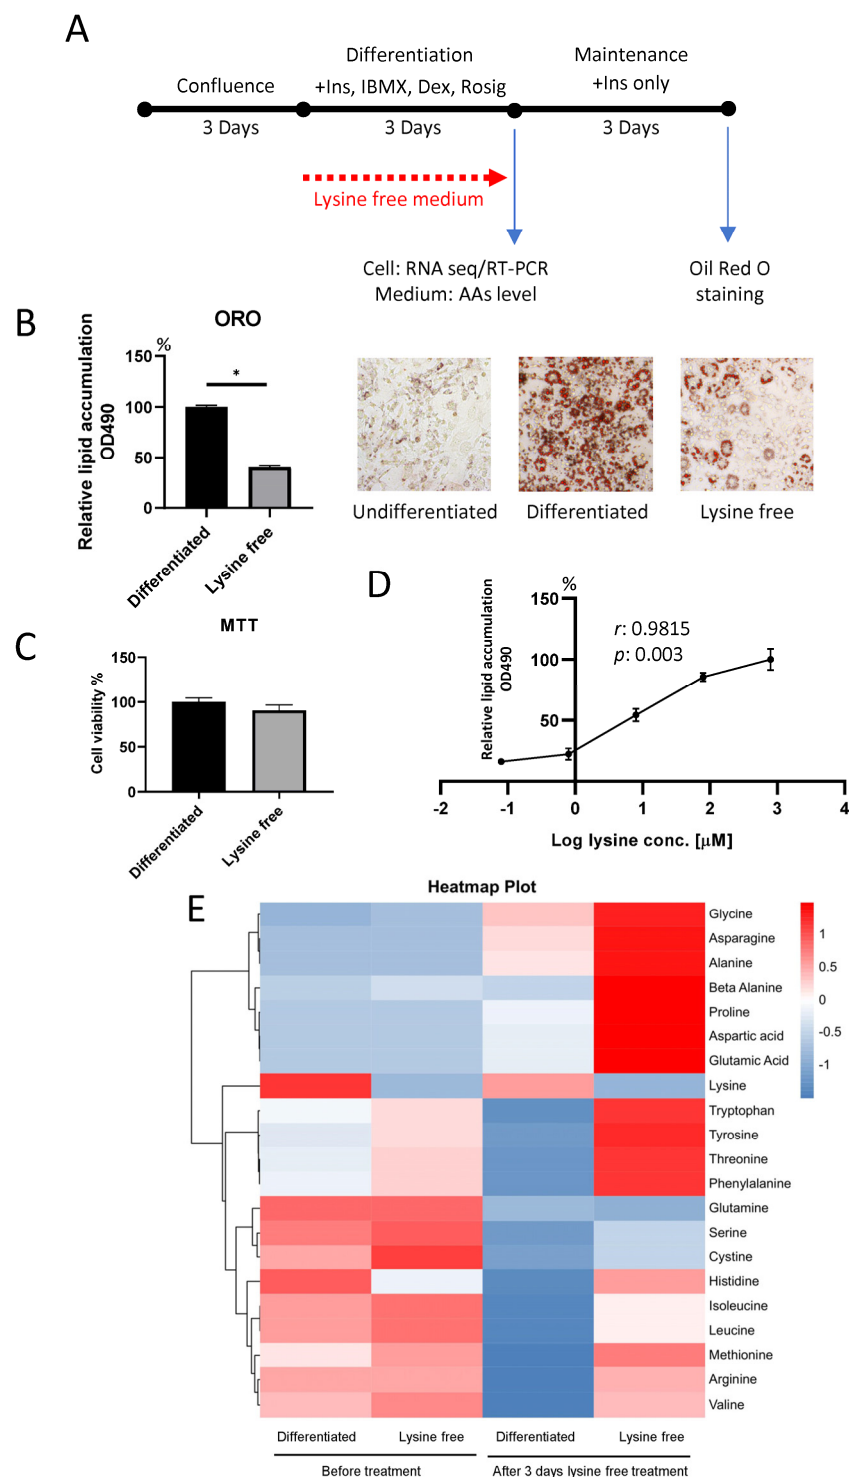 A
Confluence
Differentiation
+Ins, IBMX, Dex, Rosig
Maintenance
+Ins only
3 Days
3 Days
3 Days
Lysine free medium
Cell: RNA seq/RT-PCR
Medium: AAs level
Oil Red O
staining
B
ORO
%
Relative lipid accumulation
OD490
150
100
50
0
*
Differentiated
Lysine free
Undifferentiated
Differentiated
Lysine free
C
MTT
Cell viability %
150
100
50
0
Differentiated
Lysine free
D
%
Relative lipid accumulation
OD490
150
100
50
r: 0.9815
p: 0.003
-2
-1
0
1
2
3
4
Log lysine conc. [μM]
E
Heatmap Plot
Glycine
Asparagine
Alanine
Beta Alanine
Proline
Aspartic acid
Glutamic Acid
Lysine
Tryptophan
Tyrosine
Threonine
Phenylalanine
Glutamine
Serine
Cystine
Histidine
Isoleucine
Leucine
Methionine
Arginine
Valine
1
0.5
0
-0.5
-1
Differentiated
Lysine free
Differentiated
Lysine free
Before treatment
After 3 days lysine free treatment